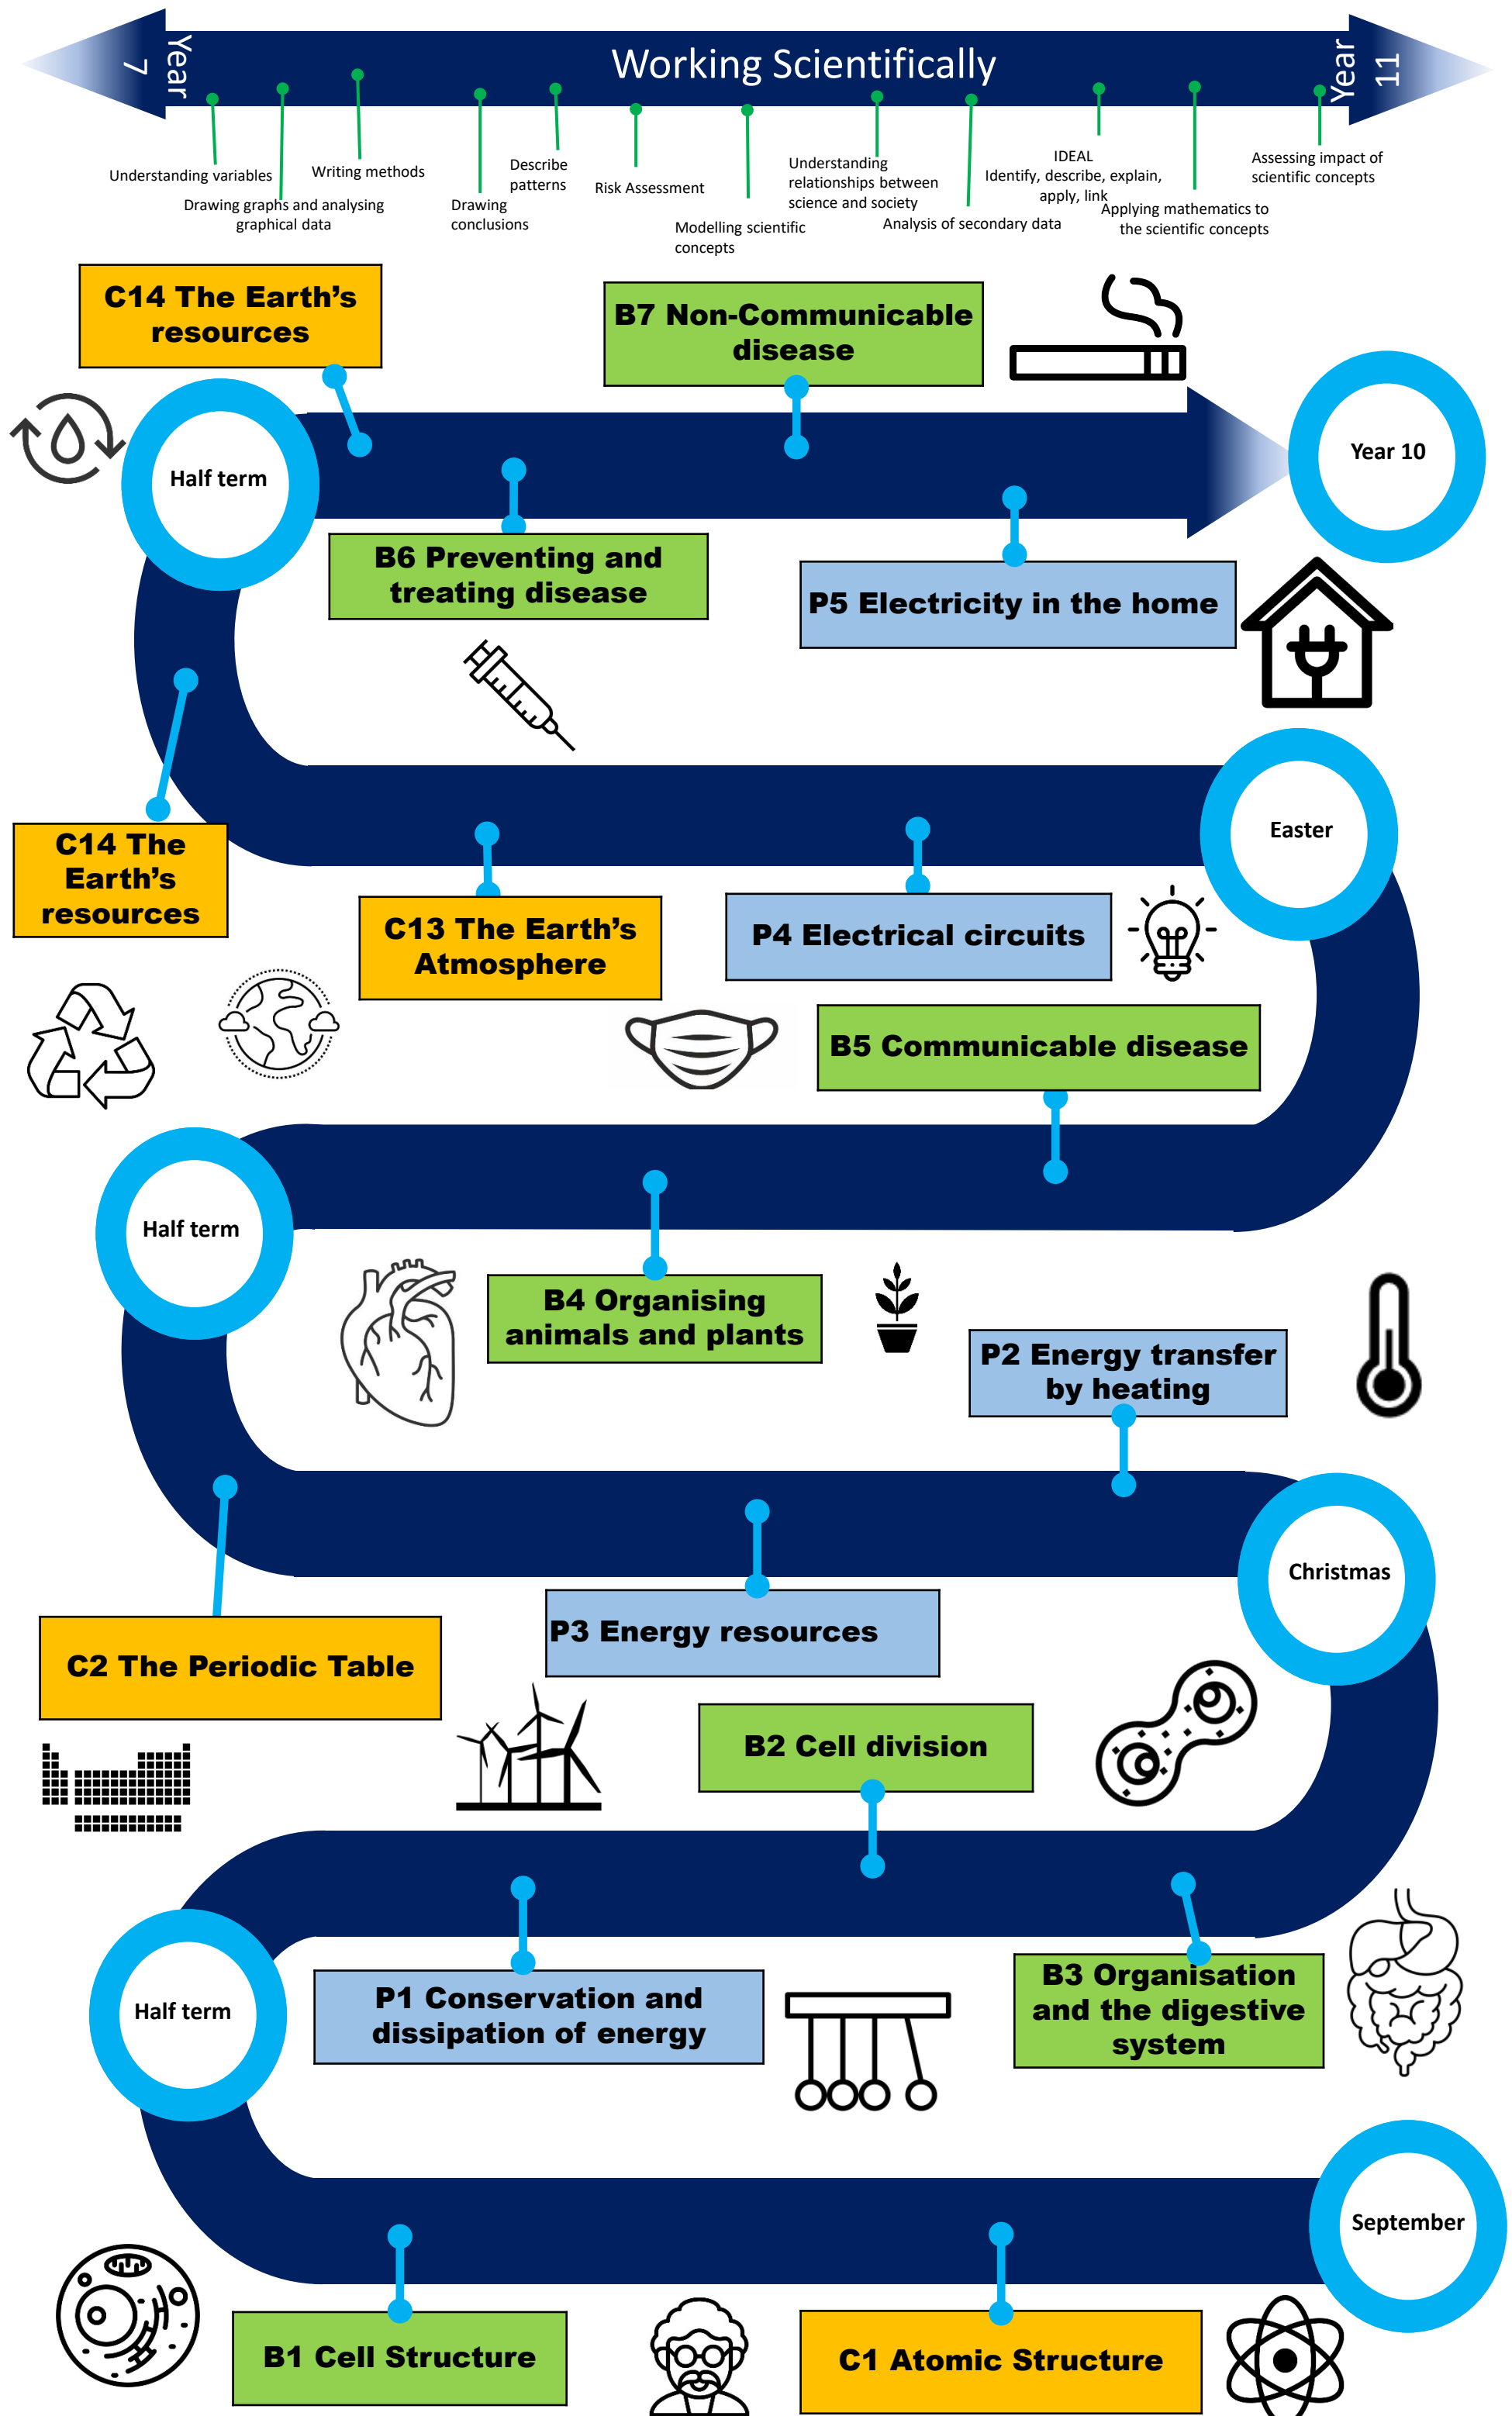 Working Scientifically
Year
7
Year
11
Understanding variables
Drawing graphs and analysing
graphical data
Writing methods
Drawing
conclusions
Describe
patterns
Risk Assessment
Modelling scientific
concepts
Understanding
relationships between
science and society
Analysis of secondary data
IDEAL
Identify, describe, explain,
apply, link
Applying mathematics to
the scientific concepts
Assessing impact of
scientific concepts
C14 The Earth's
resources
B7 Non-Communicable
disease
Half term
Year 10
B6 Preventing and
treating disease
P5 Electricity in the home
Easter
C14 The
Earth's
resources
C13 The Earth's
Atmosphere
P4 Electrical circuits
B5 Communicable disease
Half term
B4 Organising
animals and plants
P2 Energy transfer
by heating
Christmas
P3 Energy resources
C2 The Periodic Table
B2 Cell division
Half term
P1 Conservation and
dissipation of energy
B3 Organisation
and the digestive
system
September
B1 Cell Structure
C1 Atomic Structure